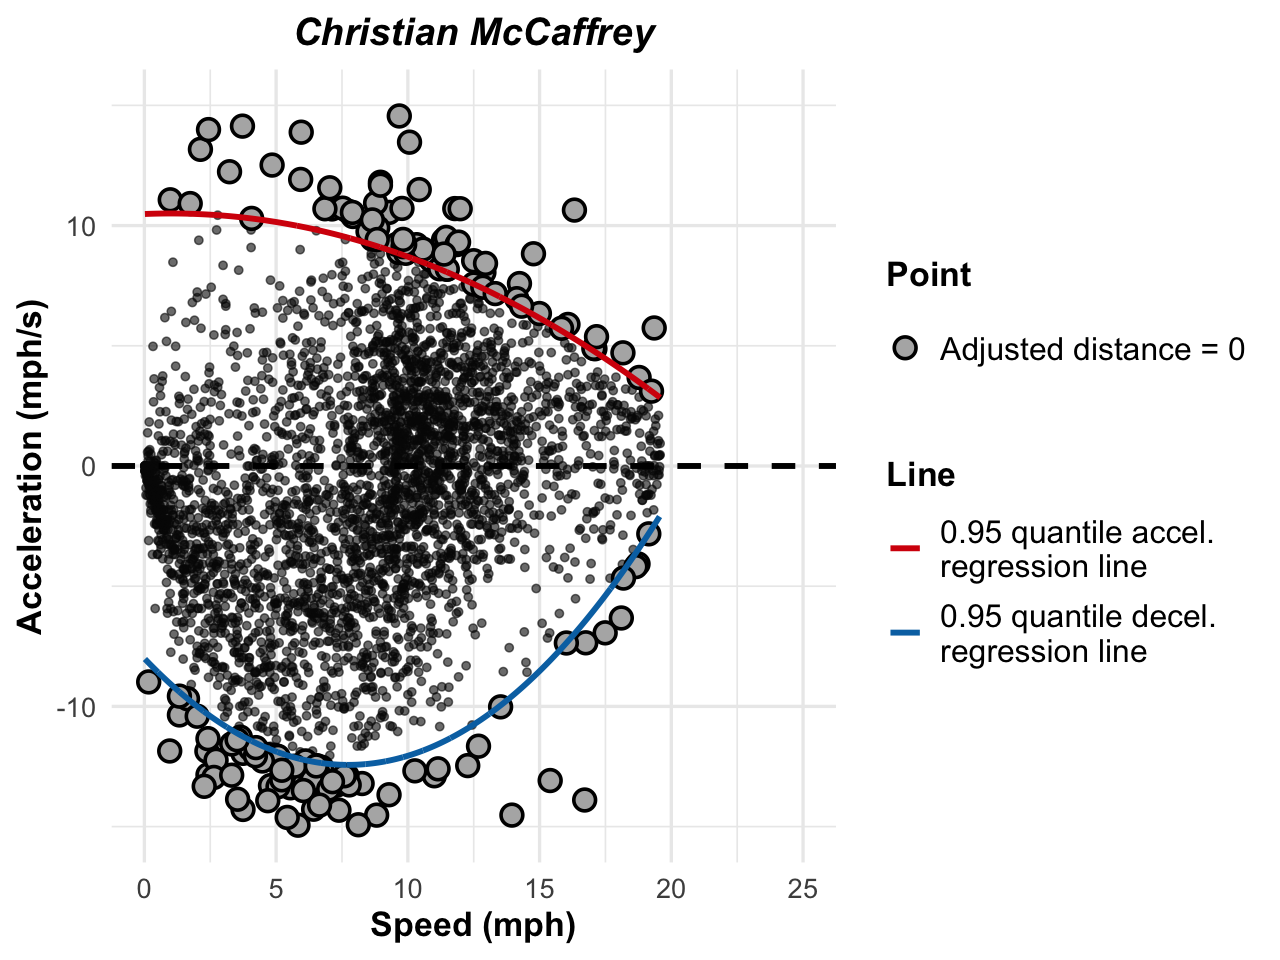 Christian McCaffrey
Acceleration (mph/s)
10
0
-10
0 5 10 15 20 25
Speed (mph)
Point
Adjusted distance = 0
Line
0.95 quantile accel.
regression line
0.95 quantile decel.
regression line